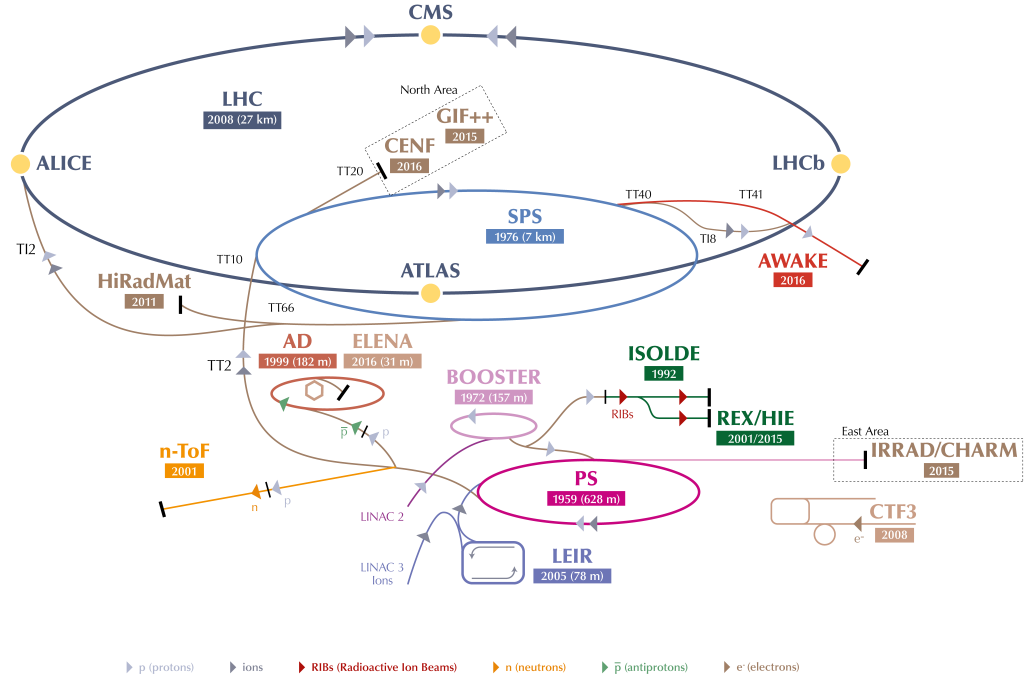 CMS
LHC
2008 (27 km)
North Area
GIF++
2015
CENF
2016
ALICE
LHCb
TT20
TT40
TT41
SPS
1976 (7 km)
TI8
TI2
TT10
AWAKE
2016
ATLAS
HiRadMat
2011
TT66
AD
1999 (182 m)
ELENA
2016 (31 m)
TT2
ISOLDE
1992
BOOSTER
1972 (157 m)
RIBs
REX/HIE
2001/2015
p̅
p
East Area
n-ToF
2001
IRRAD/CHARM
2015
PS
1959 (628 m)
n
p
LINAC 2
CTF3
2008
e-
LEIR
2005 (78 m)
LINAC 3
Ions
p (protons) ions RIBs (Radioactive Ion Beams) n (neutrons) p̅ (antiprotons) e- (electrons)